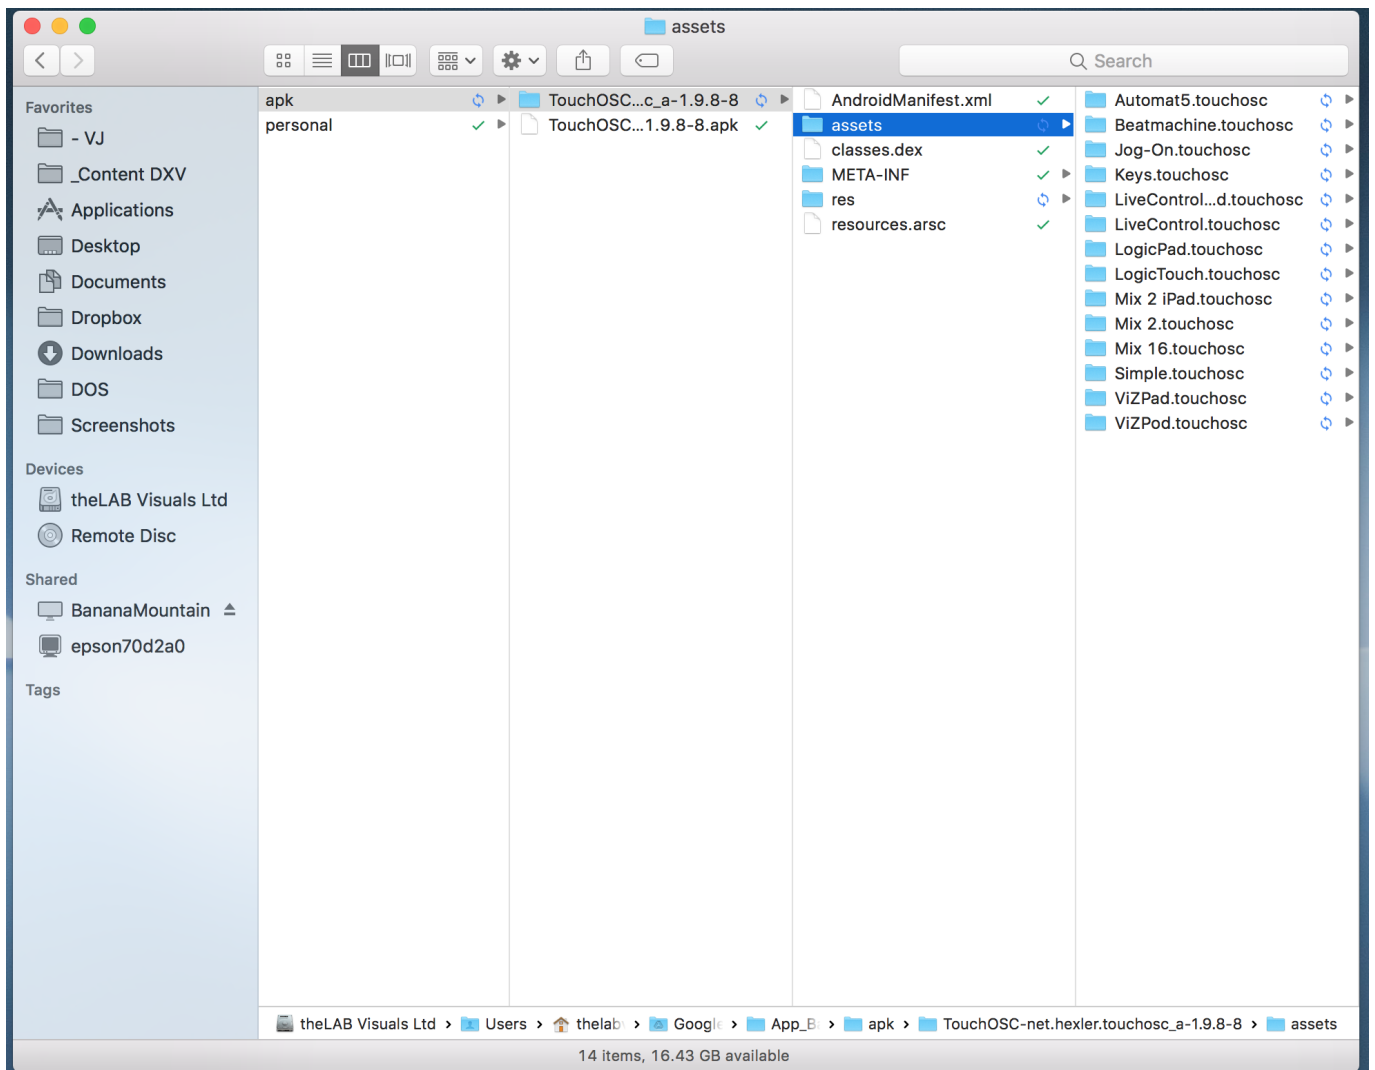 assets
Search
Favorites
- VJ
_Content DXV
Applications
Desktop
Documents
Dropbox
Downloads
DOS
Screenshots
Devices
theLAB Visuals Ltd
Remote Disc
Shared
BananaMountain
epson70d2a0
Tags
apk
personal
TouchOSC...c_a-1.9.8-8
TouchOSC...1.9.8-8.apk
AndroidManifest.xml
assets
classes.dex
META-INF
res
resources.arsc
Automat5.touchosc
Beatmachine.touchosc
Jog-On.touchosc
Keys.touchosc
LiveControl...d.touchosc
LiveControl.touchosc
LogicPad.touchosc
LogicTouch.touchosc
Mix 2 iPad.touchosc
Mix 2.touchosc
Mix 16.touchosc
Simple.touchosc
ViZPad.touchosc
ViZPod.touchosc
theLAB Visuals Ltd › Users › thelab › Google › App_B › apk › TouchOSC-net.hexler.touchosc_a-1.9.8-8 › assets
14 items, 16.43 GB available